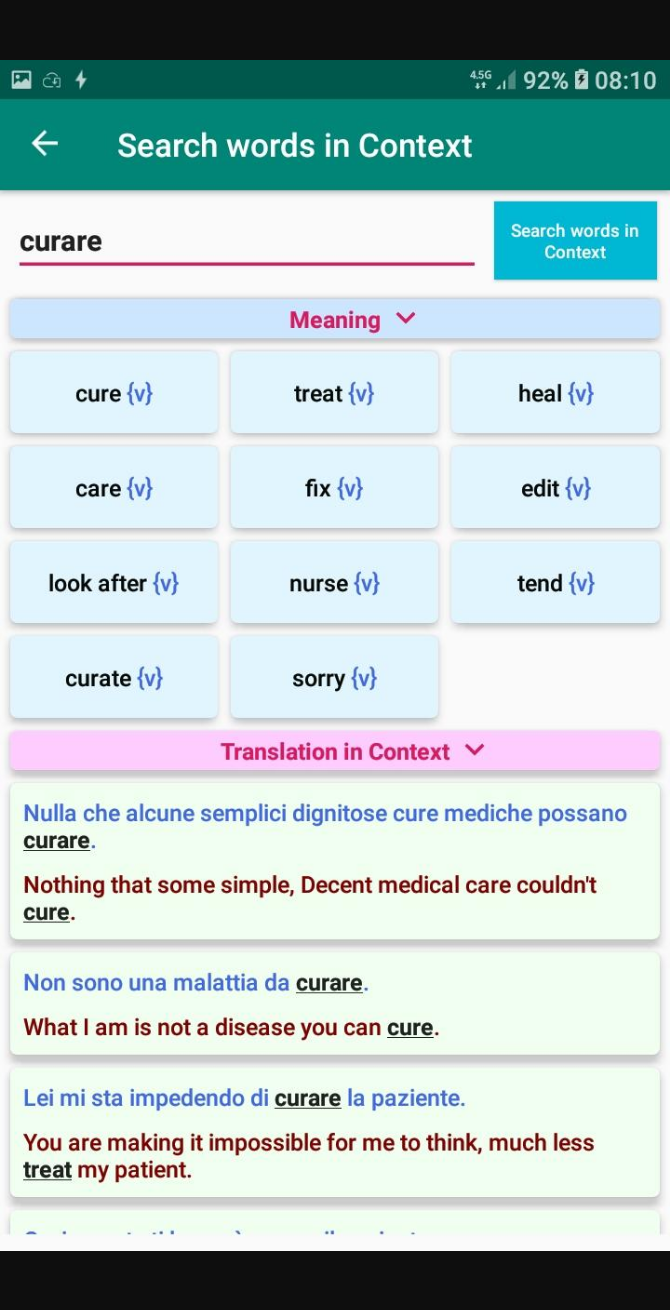 4.5G 92% 08:10
Search words in Context
curare
Search words in
Context
Meaning
cure {v} treat {v} heal {v}
care {v} fix {v} edit {v}
look after {v} nurse {v} tend {v}
curate {v} sorry {v}
Translation in Context
Nulla che alcune semplici dignitose cure mediche possano
curare.
Nothing that some simple, Decent medical care couldn't
cure.
Non sono una malattia da curare.
What I am is not a disease you can cure.
Lei mi sta impedendo di curare la paziente.
You are making it impossible for me to think, much less
treat my patient.